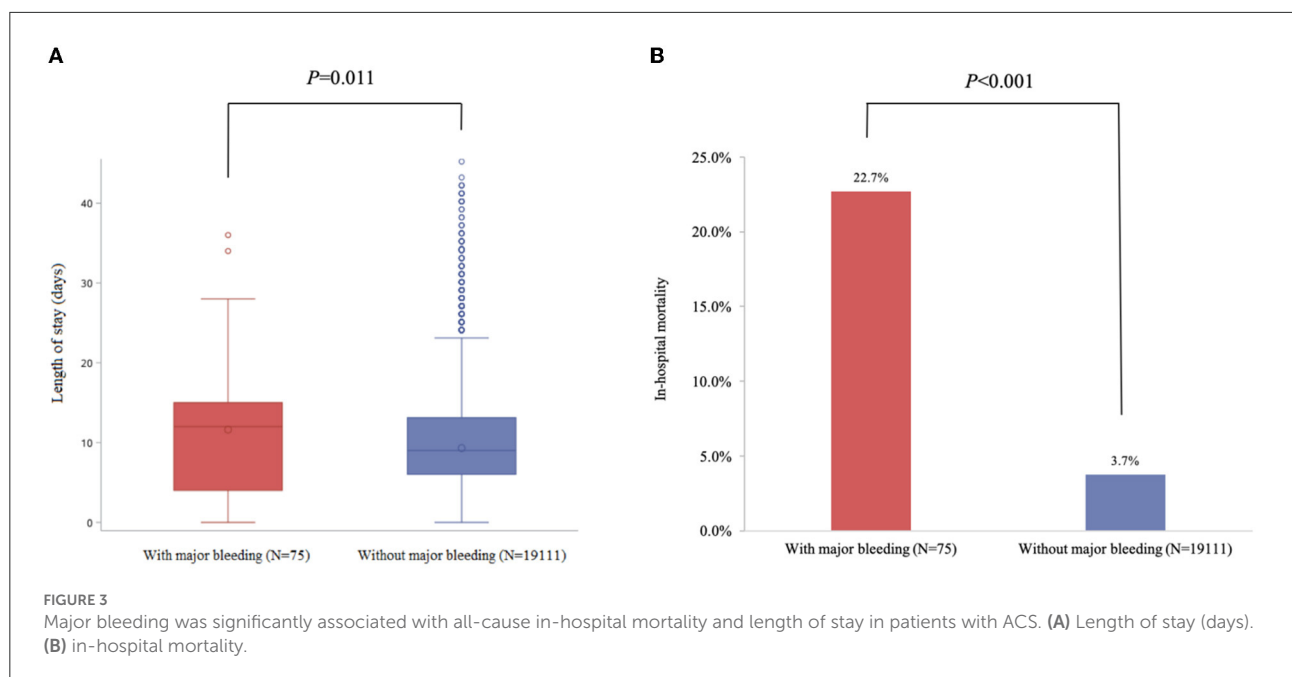 A
P=0.011
Length of stay (days)
40
30
20
10
0
With major bleeding (N=75)
Without major bleeding (N=19111)
B
P<0.001
In-hospital mortality
25.0%
20.0%
15.0%
10.0%
5.0%
0.0%
22.7%
3.7%
With major bleeding (N=75)
Without major bleeding (N=19111)
FIGURE 3
Major bleeding was significantly associated with all-cause in-hospital mortality and length of stay in patients with ACS. (A) Length of stay (days).
(B) in-hospital mortality.